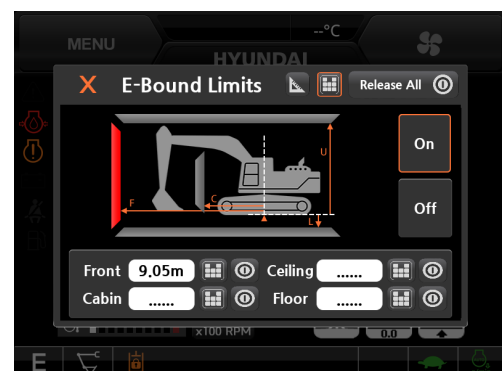 --°C
MENU
HYUNDAI
X E-Bound Limits Release All
U
On
F
C
L
Off
Front 9.05m Ceiling ......
Cabin ...... Floor ......
x100 RPM
0.0
E
C